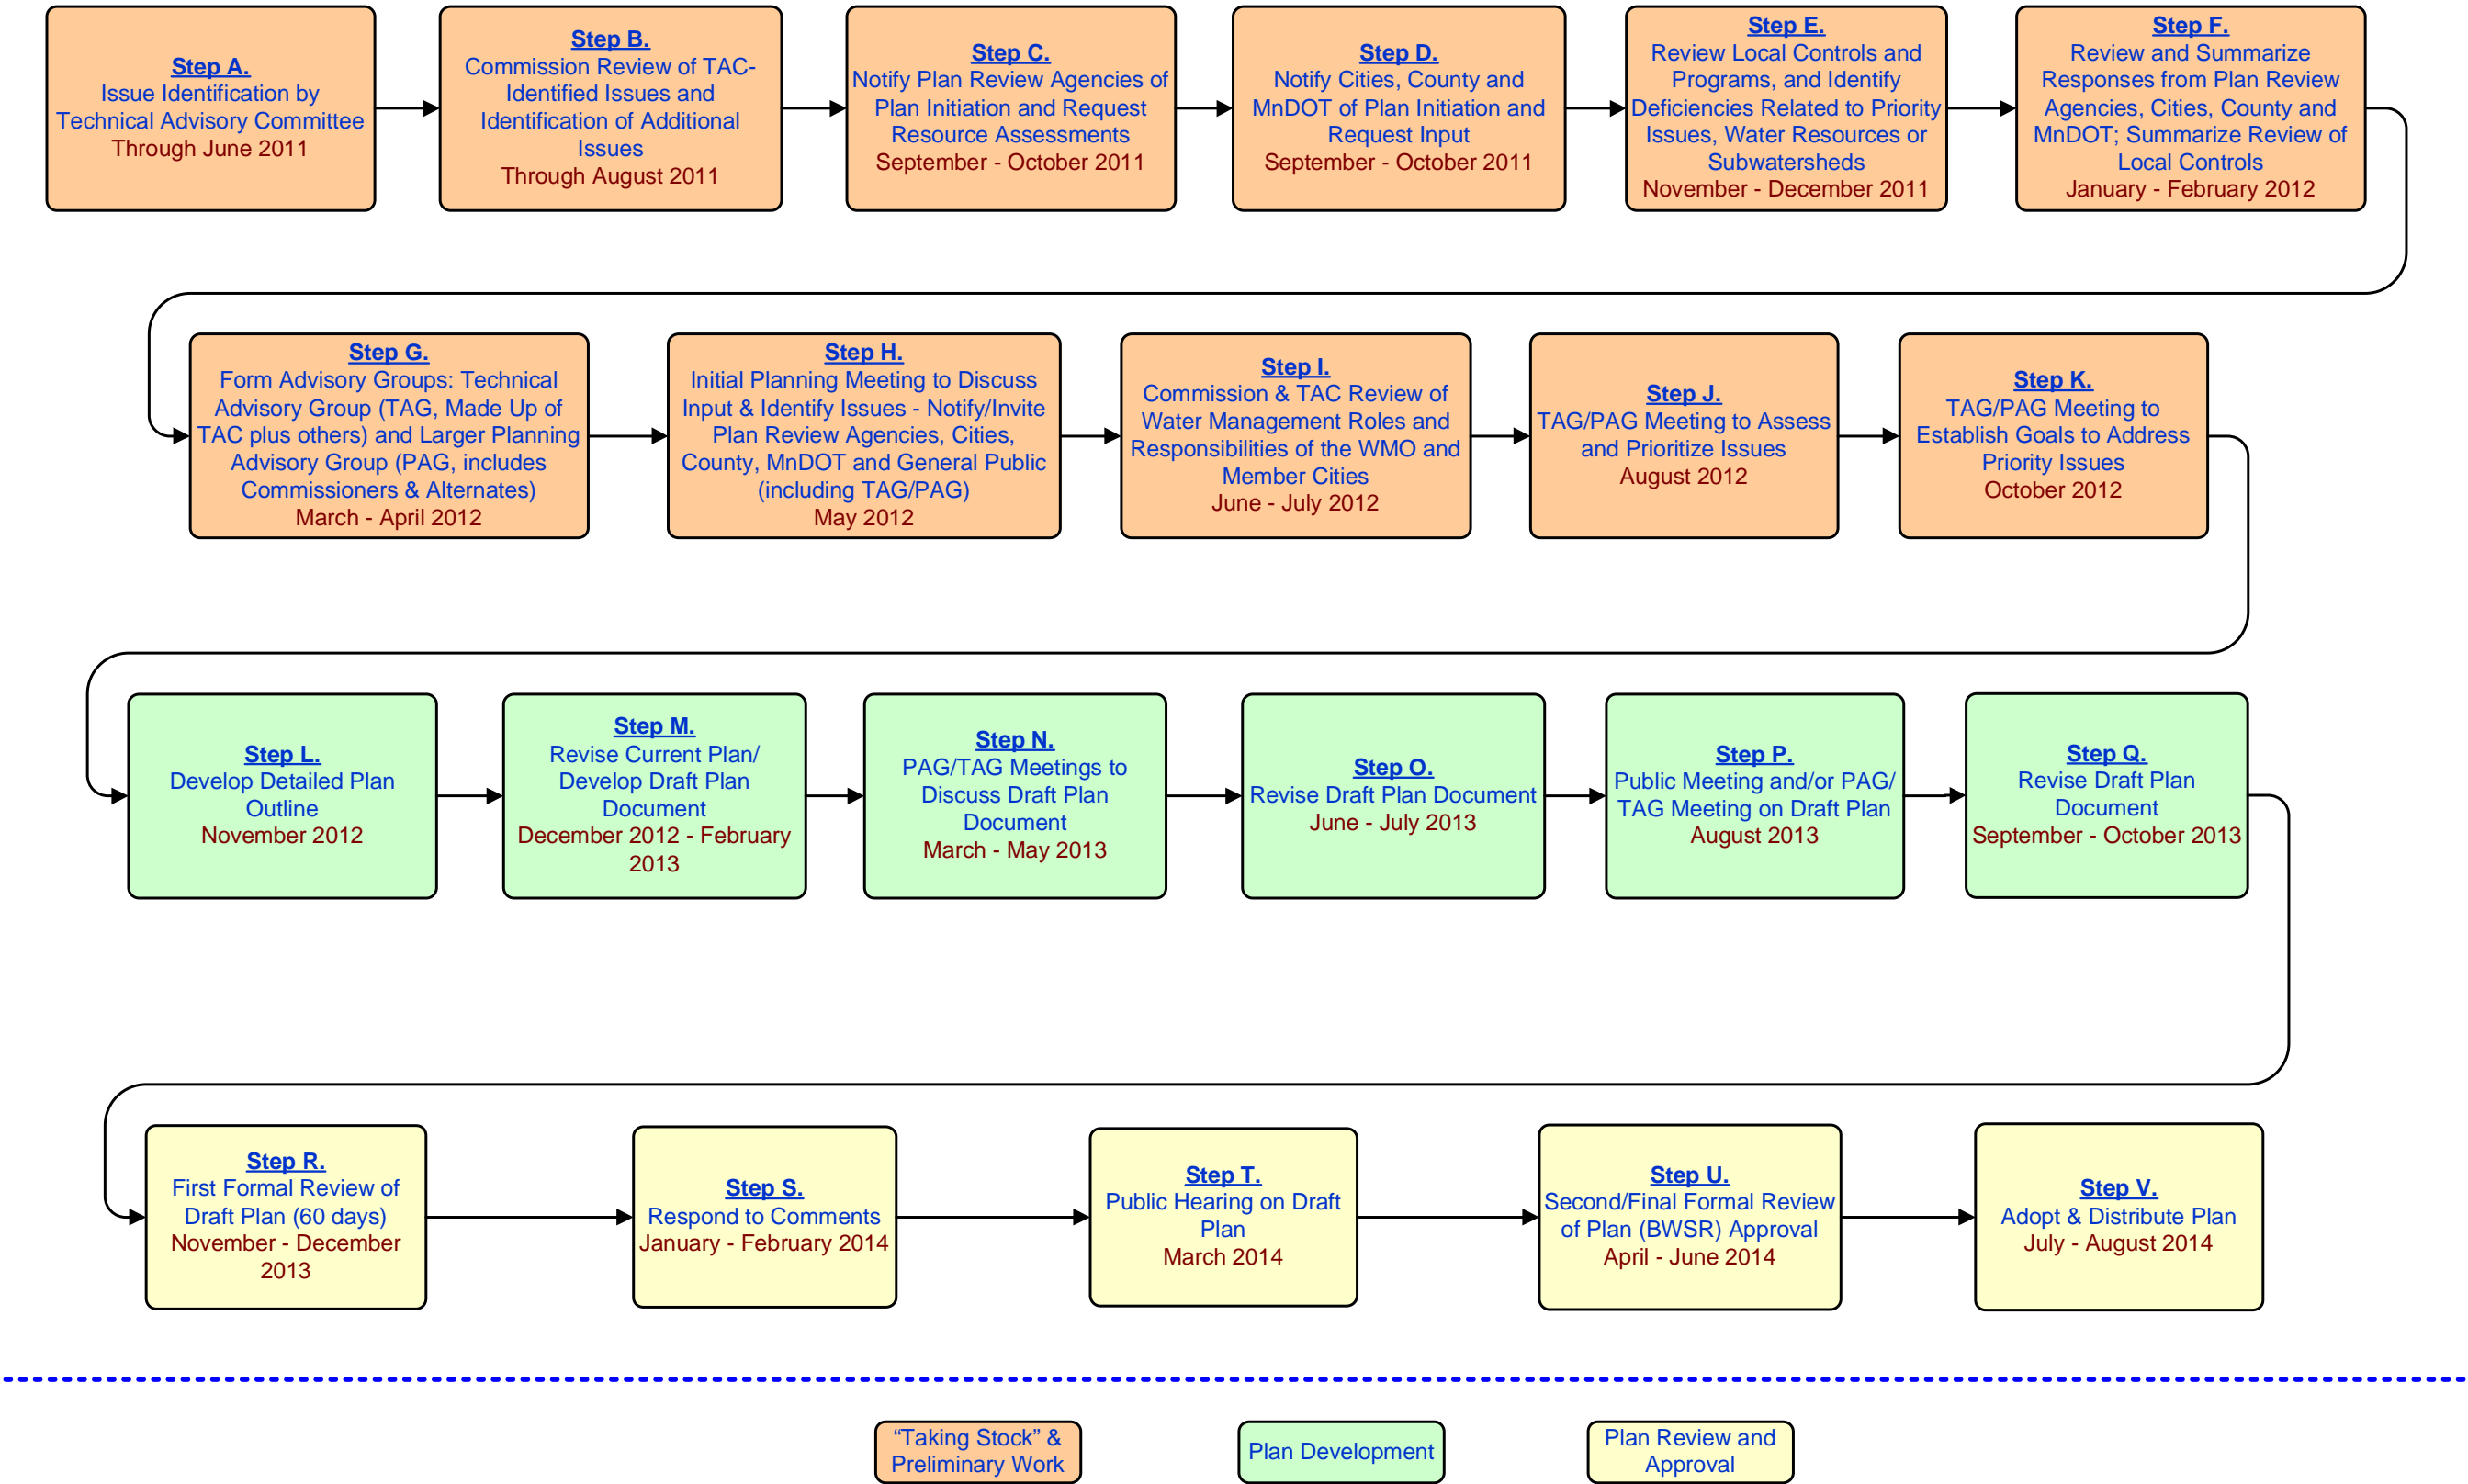 Step A.
Issue Identification by
Technical Advisory Committee
Through June 2011
Step B.
Commission Review of TAC-
Identified Issues and
Identification of Additional
Issues
Through August 2011
Step C.
Notify Plan Review Agencies of
Plan Initiation and Request
Resource Assessments
September - October 2011
Step D.
Notify Cities, County and
MnDOT of Plan Initiation and
Request Input
September - October 2011
Step E.
Review Local Controls and
Programs, and Identify
Deficiencies Related to Priority
Issues, Water Resources or
Subwatersheds
November - December 2011
Step F.
Review and Summarize
Responses from Plan Review
Agencies, Cities, County and
MnDOT; Summarize Review of
Local Controls
January - February 2012
Step G.
Form Advisory Groups: Technical
Advisory Group (TAG, Made Up of
TAC plus others) and Larger Planning
Advisory Group (PAG, includes
Commissioners & Alternates)
March - April 2012
Step H.
Initial Planning Meeting to Discuss
Input & Identify Issues - Notify/Invite
Plan Review Agencies, Cities,
County, MnDOT and General Public
(including TAG/PAG)
May 2012
Step I.
Commission & TAC Review of
Water Management Roles and
Responsibilities of the WMO and
Member Cities
June - July 2012
Step J.
TAG/PAG Meeting to Assess
and Prioritize Issues
August 2012
Step K.
TAG/PAG Meeting to
Establish Goals to Address
Priority Issues
October 2012
Step L.
Develop Detailed Plan
Outline
November 2012
Step M.
Revise Current Plan/
Develop Draft Plan
Document
December 2012 - February
2013
Step N.
PAG/TAG Meetings to
Discuss Draft Plan
Document
March - May 2013
Step O.
Revise Draft Plan Document
June - July 2013
Step P.
Public Meeting and/or PAG/
TAG Meeting on Draft Plan
August 2013
Step Q.
Revise Draft Plan
Document
September - October 2013
Step R.
First Formal Review of
Draft Plan (60 days)
November - December
2013
Step S.
Respond to Comments
January - February 2014
Step T.
Public Hearing on Draft
Plan
March 2014
Step U.
Second/Final Formal Review
of Plan (BWSR) Approval
April - June 2014
Step V.
Adopt & Distribute Plan
July - August 2014
“Taking Stock” &
Preliminary Work
Plan Development
Plan Review and
Approval